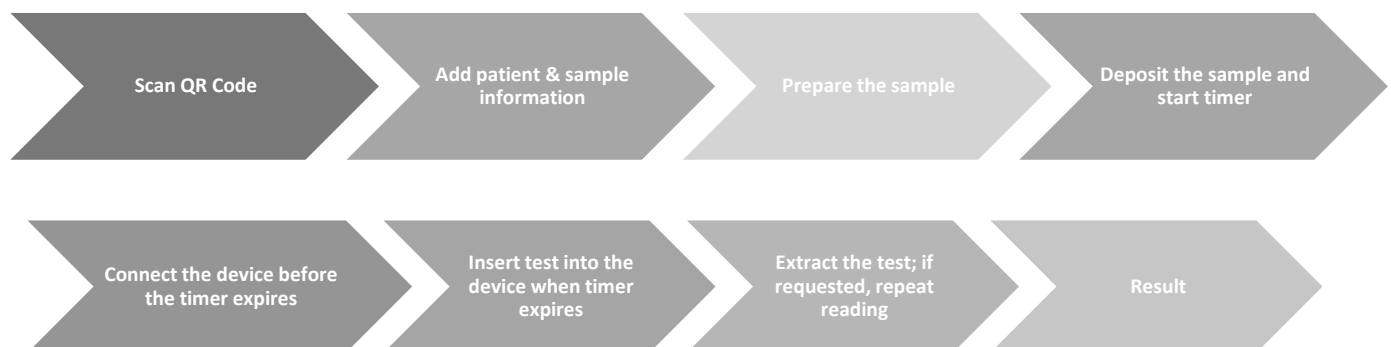 Scan QR Code
Add patient & sample
information
Prepare the sample
Deposit the sample and
start timer
Connect the device before
the timer expires
Insert test into the
device when timer
expires
Extract the test; if
requested, repeat
reading
Result